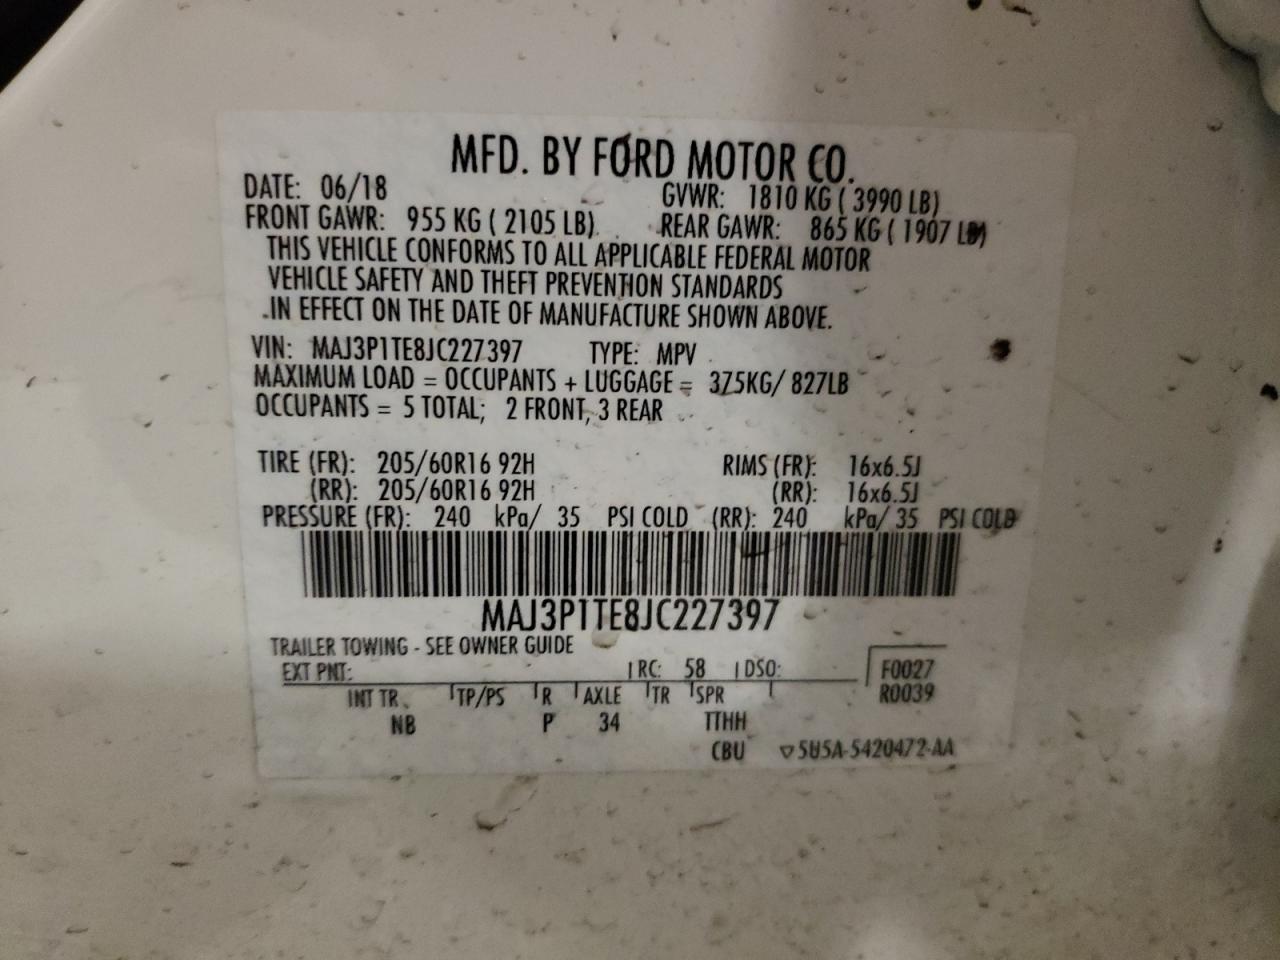 MFD. BY FORD MOTOR CO.
DATE: 06/18 GVWR: 1810 KG ( 3990 LB)
FRONT GAWR: 955 KG ( 2105 LB) REAR GAWR: 865 KG ( 1907 LB)
THIS VEHICLE CONFORMS TO ALL APPLICABLE FEDERAL MOTOR
VEHICLE SAFETY AND THEFT PREVENTION STANDARDS
IN EFFECT ON THE DATE OF MANUFACTURE SHOWN ABOVE.
VIN: MAJ3P1TE8JC227397 TYPE: MPV
MAXIMUM LOAD = OCCUPANTS + LUGGAGE = 375KG/ 827LB
OCCUPANTS = 5 TOTAL; 2 FRONT, 3 REAR
TIRE (FR): 205/60R16 92H RIMS (FR): 16x6.5J
(RR): 205/60R16 92H (RR): 16x6.5J
PRESSURE (FR): 240 kPa/ 35 PSI COLD (RR): 240 kPa/ 35 PSI COLD
MAJ3P1TE8JC227397
TRAILER TOWING - SEE OWNER GUIDE
EXT PNT: RC: 58 DSO: F0027
INT TR TP/PS R AXLE TR SPR R0039
NB P 34 TTHH
CBU 5U5A-5420472-AA